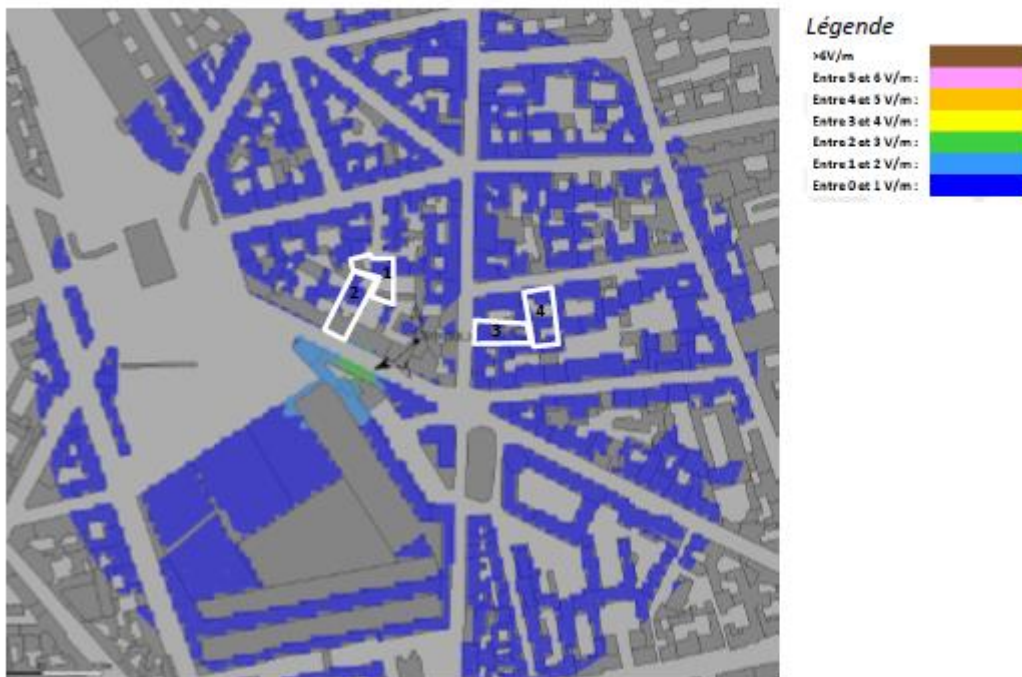 Légende
>6V/m
Entre 5 et 6 V/m :
Entre 4 et 5 V/m :
Entre 3 et 4 V/m :
Entre 2 et 3 V/m :
Entre 1 et 2 V/m :
Entre 0 et 1 V/m :
1
2
3
4